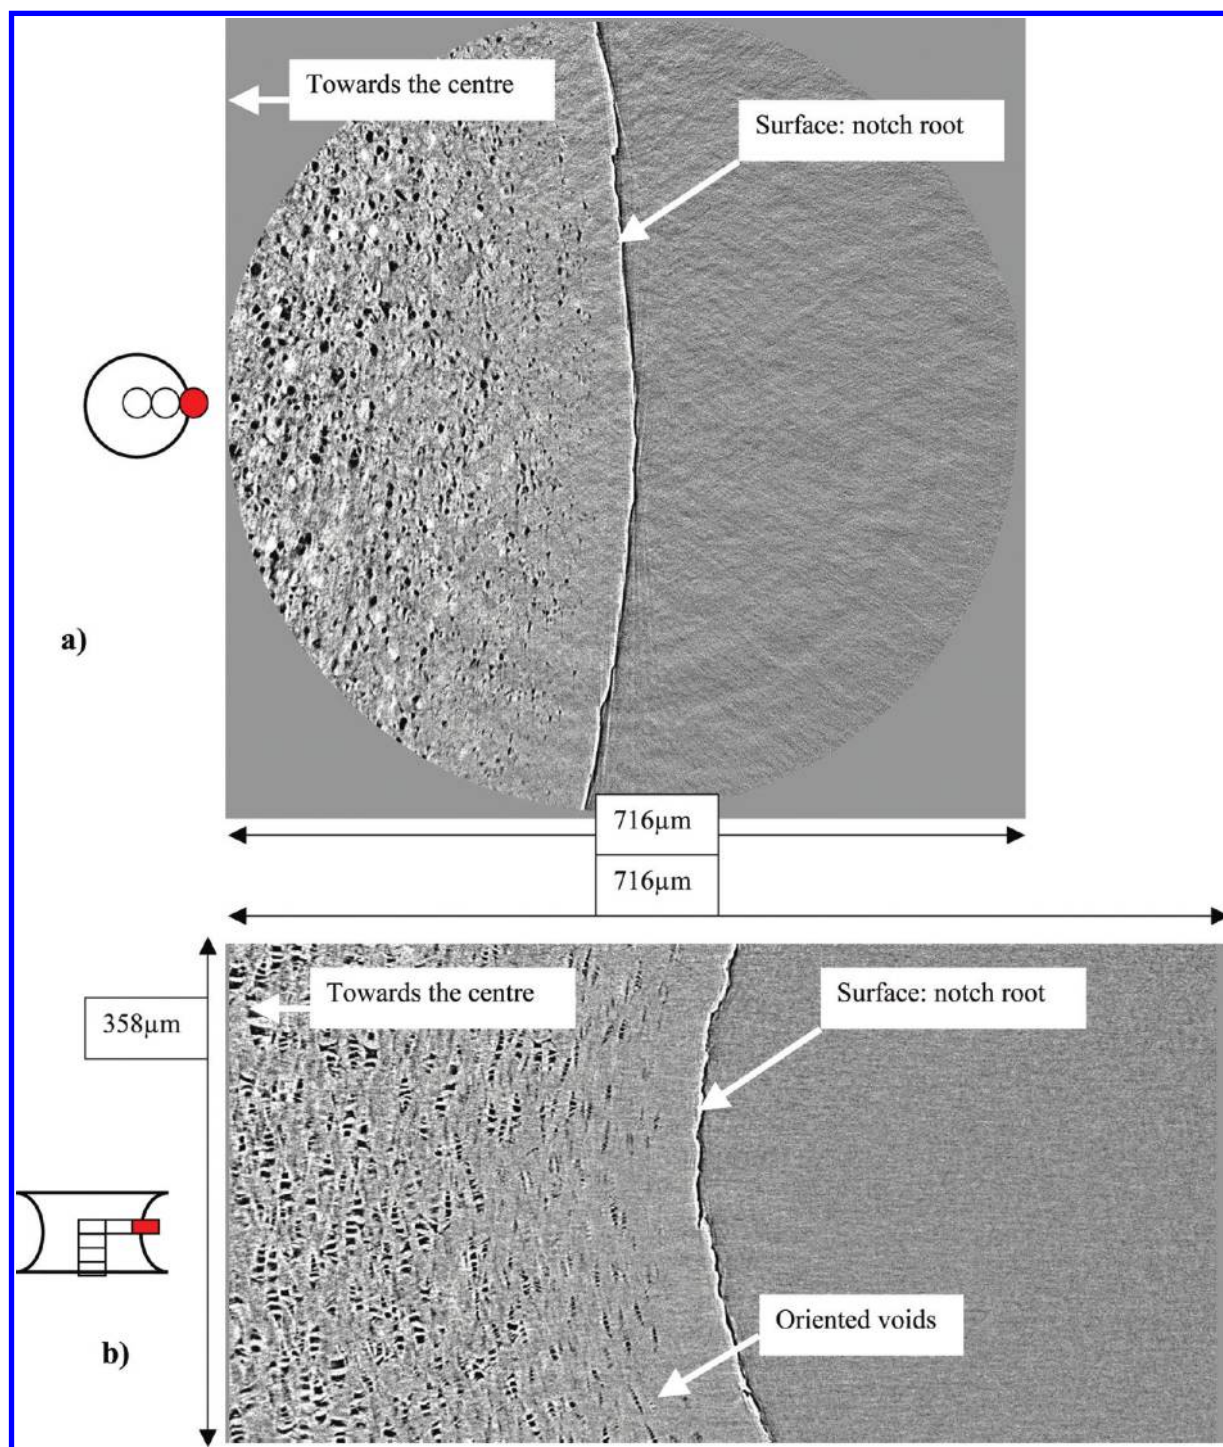 Towards the centre
Surface: notch root
a)
716µm
716µm
Towards the centre
Surface: notch root
358µm
Oriented voids
b)